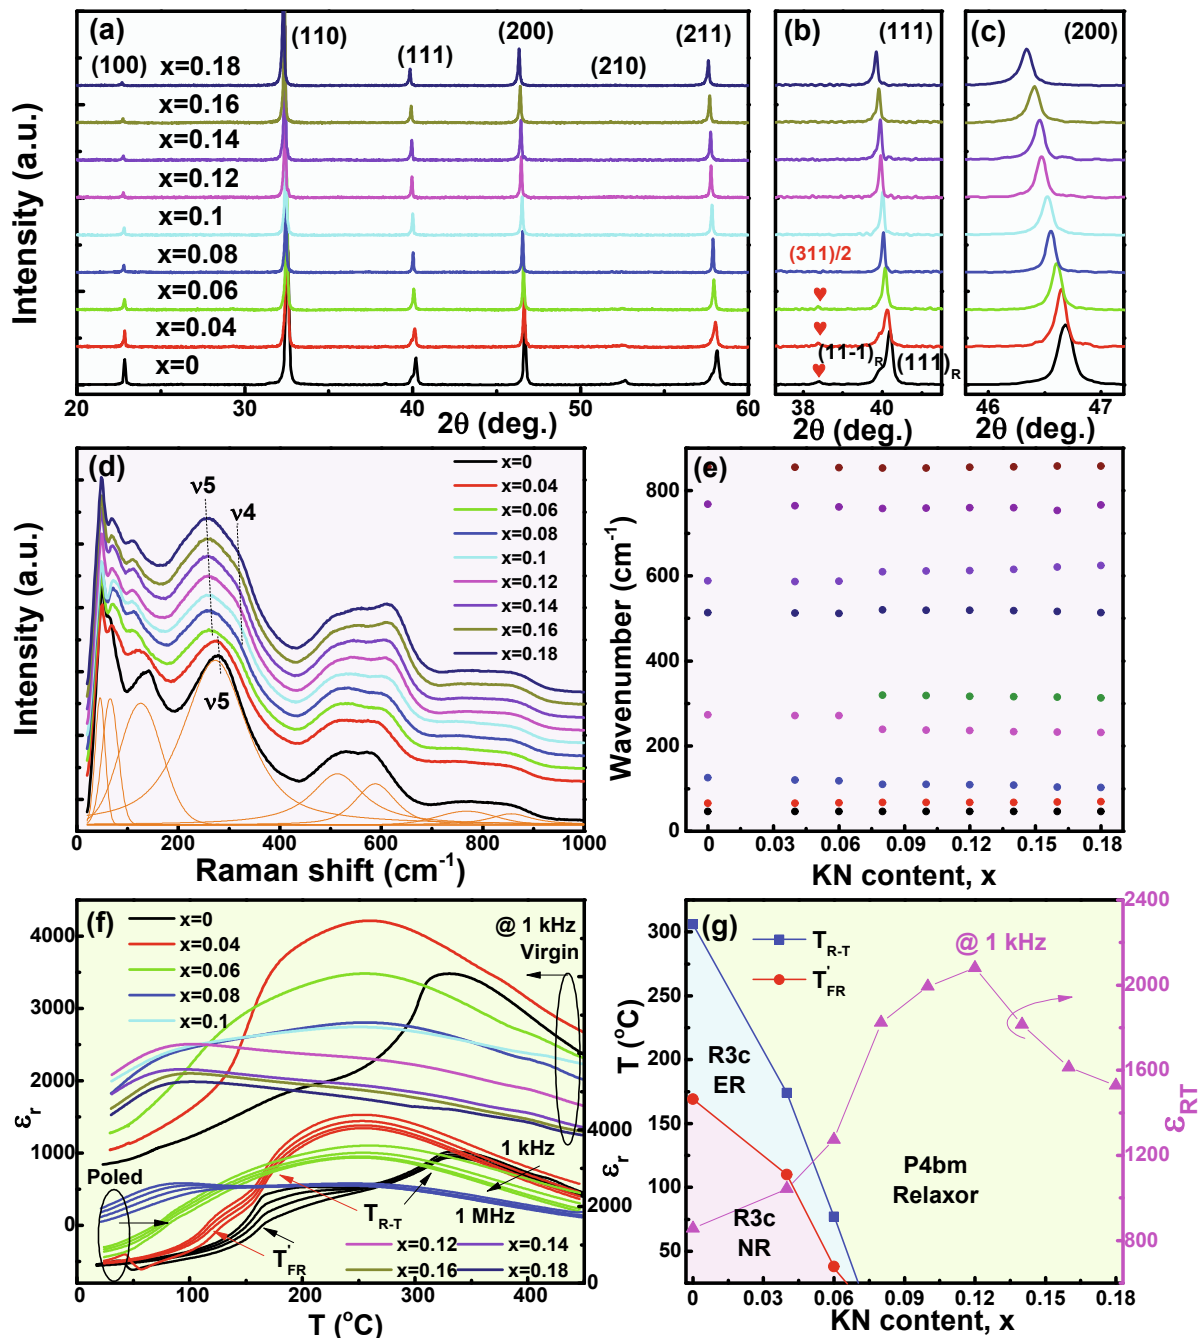 (a)
(100)
(110)
(111)
(200)
(210)
(211)
x=0.18
x=0.16
x=0.14
x=0.12
x=0.1
x=0.08
x=0.06
x=0.04
x=0
Intensity (a.u.)
20 30 40 50 60
2θ (deg.)
(b)
(111)
(311)/2
(11-1)R
(111)R
38 40
2θ (deg.)
(c)
(200)
46 47
2θ (deg.)
(d)
ν5
ν4
ν5
x=0
x=0.04
x=0.06
x=0.08
x=0.1
x=0.12
x=0.14
x=0.16
x=0.18
Intensity (a.u.)
0 200 400 600 800 1000
Raman shift (cm-1)
(e)
800
600
400
200
0
Wavenumber (cm-1)
0 0.03 0.06 0.09 0.12 0.15 0.18
KN content, x
(f)
x=0
x=0.04
x=0.06
x=0.08
x=0.1
@ 1 kHz
Virgin
4000
3000
2000
1000
0
εr
4000
2000
0
εr
Poled
1 kHz
TR-T
1 MHz
T'FR
x=0.12
x=0.14
x=0.16
x=0.18
0 100 200 300 400
T (oC)
(g)
TR-T
T'FR
@ 1 kHz
R3c
ER
R3c
NR
P4bm
Relaxor
300
250
200
150
100
50
T (oC)
2400
2000
1600
1200
800
εRT
0 0.03 0.06 0.09 0.12 0.15 0.18
KN content, x